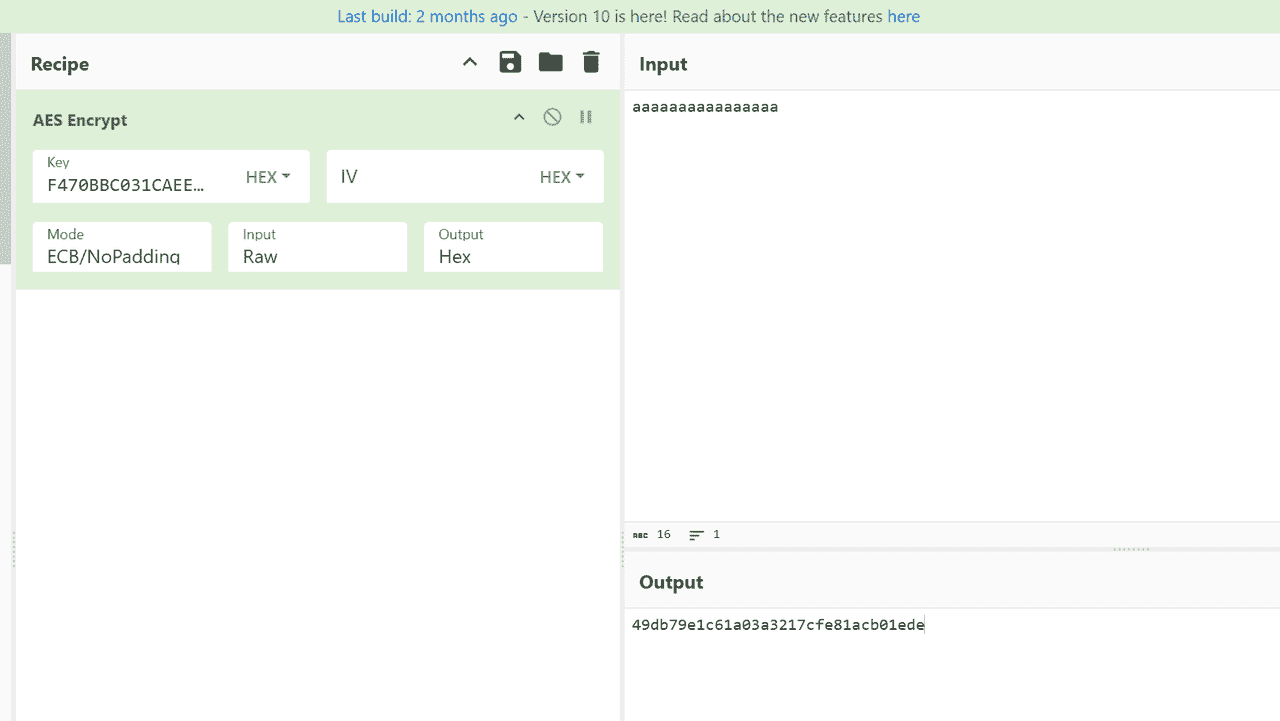 Last build: 2 months ago - Version 10 is here! Read about the new features here
Recipe
AES Encrypt
Key
F470BBC031CAEE…
HEX
IV
HEX
Mode
ECB/NoPadding
Input
Raw
Output
Hex
Input
aaaaaaaaaaaaaaaa
ABC 16 1
Output
49db79e1c61a03a3217cfe81acb01ede